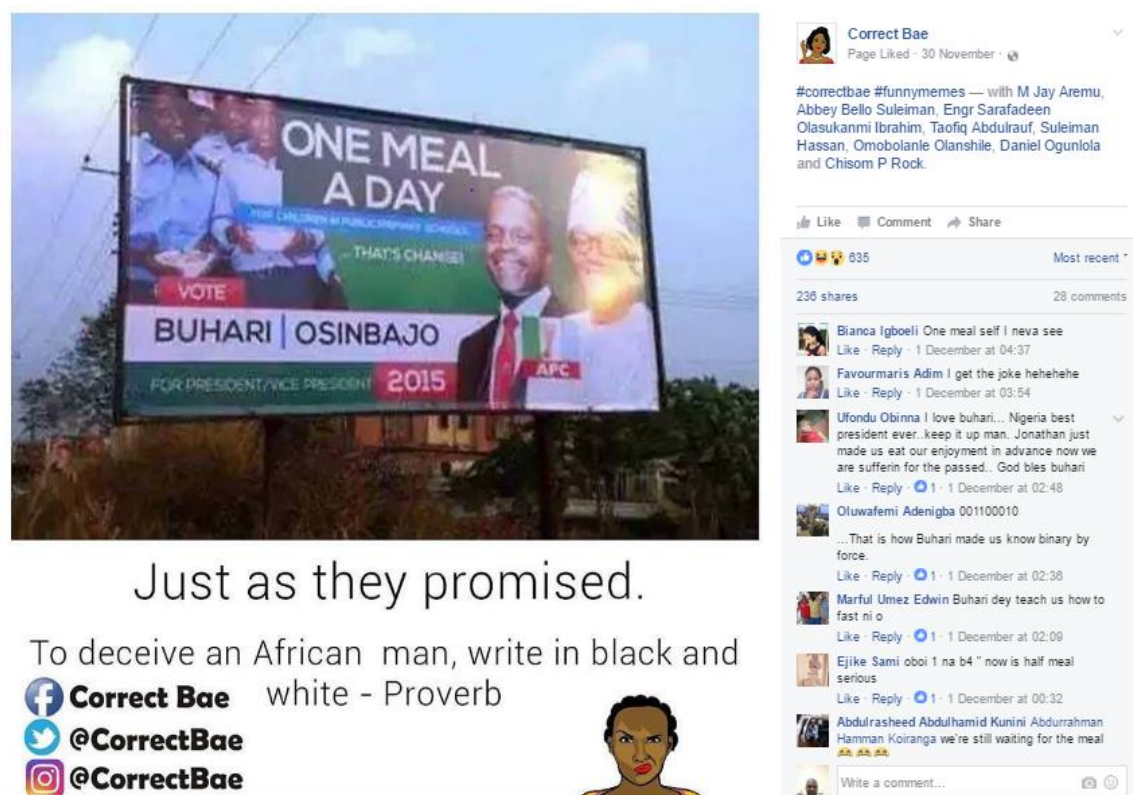 ONE MEAL
A DAY
FOR CHILDREN IN PUBLIC PRIMARY SCHOOLS
...THAT'S CHANGE!
VOTE
BUHARI | OSINBAJO
FOR PRESIDENT/VICE PRESIDENT 2015
APC
Just as they promised.
To deceive an African man, write in black and
white - Proverb
Correct Bae
@CorrectBae
@CorrectBae
Correct Bae
Page Liked · 30 November ·
#correctbae #funnymemes — with M Jay Aremu,
Abbey Bello Suleiman, Engr Sarafadeen
Olasukanmi Ibrahim, Taofiq Abdulrauf, Suleiman
Hassan, Omobolanle Olanshile, Daniel Ogunlola
and Chisom P Rock.
Like Comment Share
635 Most recent
236 shares 28 comments
Bianca Igboeli One meal self I neva see
Like · Reply · 1 December at 04:37
Favourmaris Adim I get the joke hehehehe
Like · Reply · 1 December at 03:54
Ufondu Obinna I love buhari... Nigeria best
president ever..keep it up man. Jonathan just
made us eat our enjoyment in advance now we
are sufferin for the passed.. God bles buhari
Like · Reply · 1 · 1 December at 02:48
Oluwafemi Adenigba 001100010
...That is how Buhari made us know binary by
force.
Like · Reply · 1 · 1 December at 02:36
Marful Umez Edwin Buhari dey teach us how to
fast ni o
Like · Reply · 1 · 1 December at 02:09
Ejike Sami oboi 1 na b4 " now is half meal
serious
Like · Reply · 1 · 1 December at 00:32
Abdulrasheed Abdulhamid Kunini Abdurrahman
Hamman Koiranga we're still waiting for the meal
Write a comment...